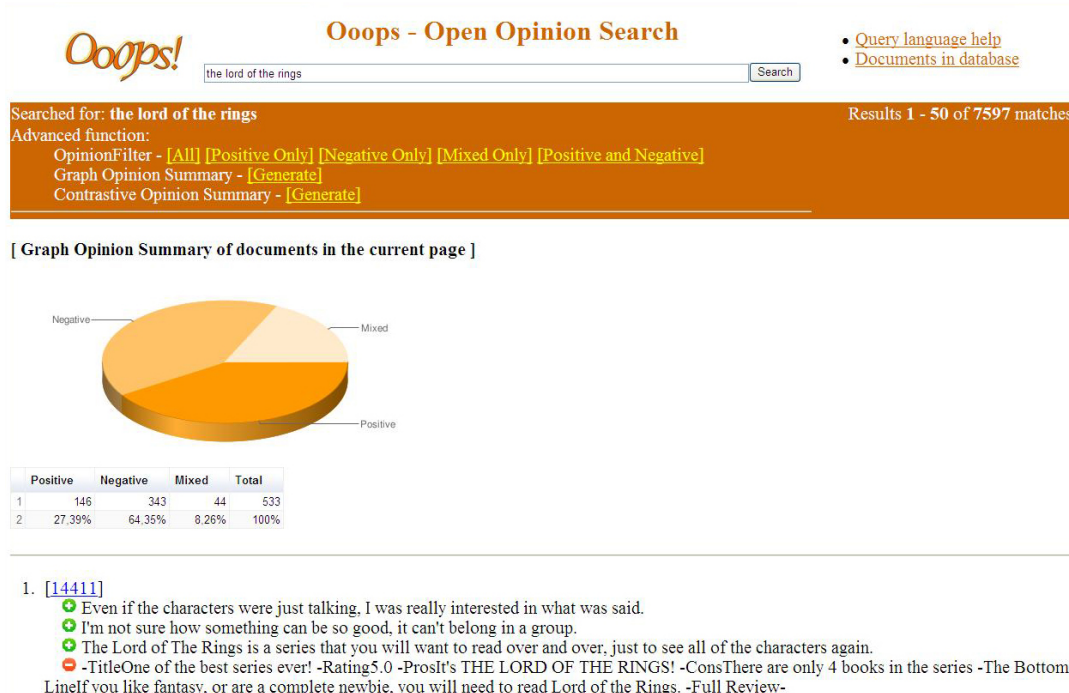 Ooops!
Ooops - Open Opinion Search
the lord of the rings
Search
Query language help
Documents in database
Searched for: the lord of the rings
Results 1 - 50 of 7597 matches
Advanced function:
OpinionFilter - [All] [Positive Only] [Negative Only] [Mixed Only] [Positive and Negative]
Graph Opinion Summary - [Generate]
Contrastive Opinion Summary - [Generate]
[ Graph Opinion Summary of documents in the current page ]
Negative
Mixed
Positive
Positive Negative Mixed Total
1 146 343 44 533
2 27,39% 64,35% 8,26% 100%
1. [14411]
Even if the characters were just talking, I was really interested in what was said.
I'm not sure how something can be so good, it can't belong in a group.
The Lord of The Rings is a series that you will want to read over and over, just to see all of the characters again.
-TitleOne of the best series ever! -Rating5.0 -ProsIt's THE LORD OF THE RINGS! -ConsThere are only 4 books in the series -The Bottom
LineIf you like fantasy, or are a complete newbie, you will need to read Lord of the Rings. -Full Review-